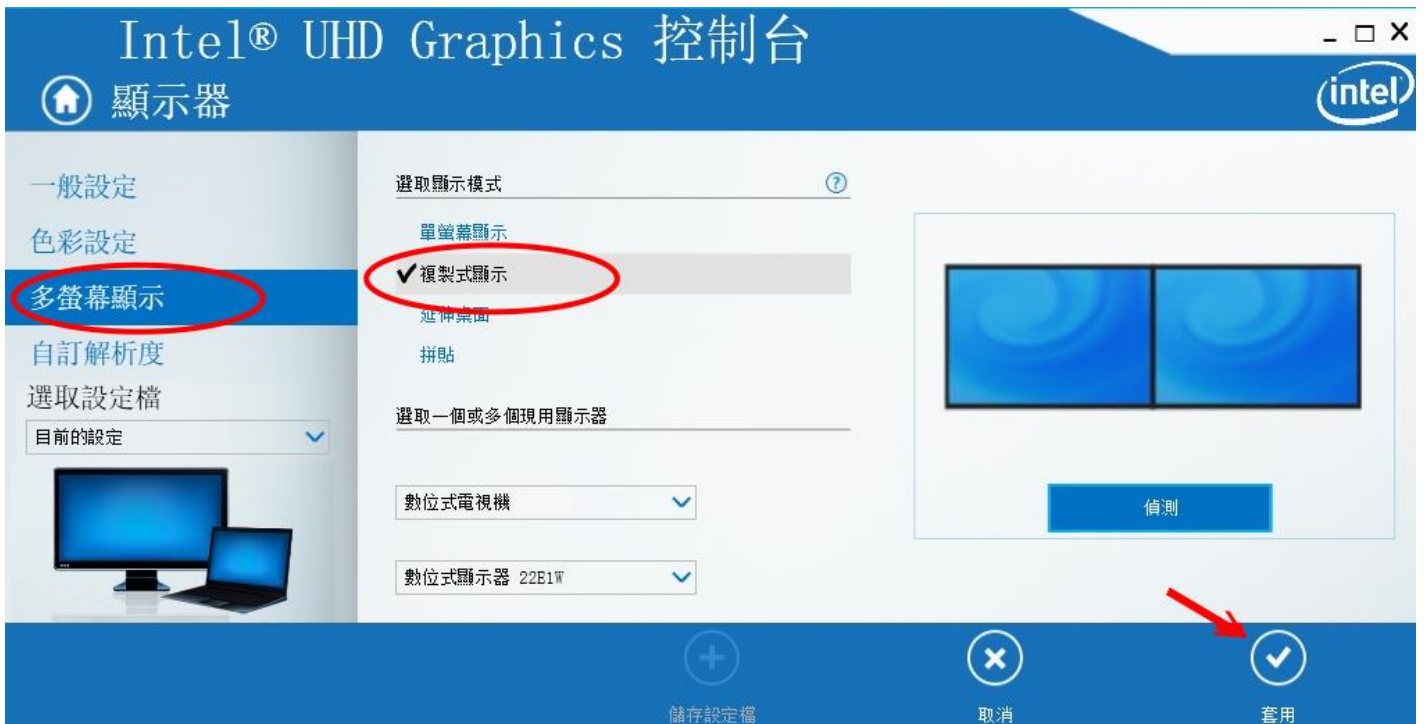 Intel® UHD Graphics 控制台
顯示器
intel
一般設定
色彩設定
多螢幕顯示
自訂解析度
選取設定檔
目前的設定
選取顯示模式
?
單螢幕顯示
複製式顯示
延伸桌面
拼貼
選取一個或多個現用顯示器
數位式電視機
數位式顯示器 22E1W
偵測
儲存設定檔
取消
套用